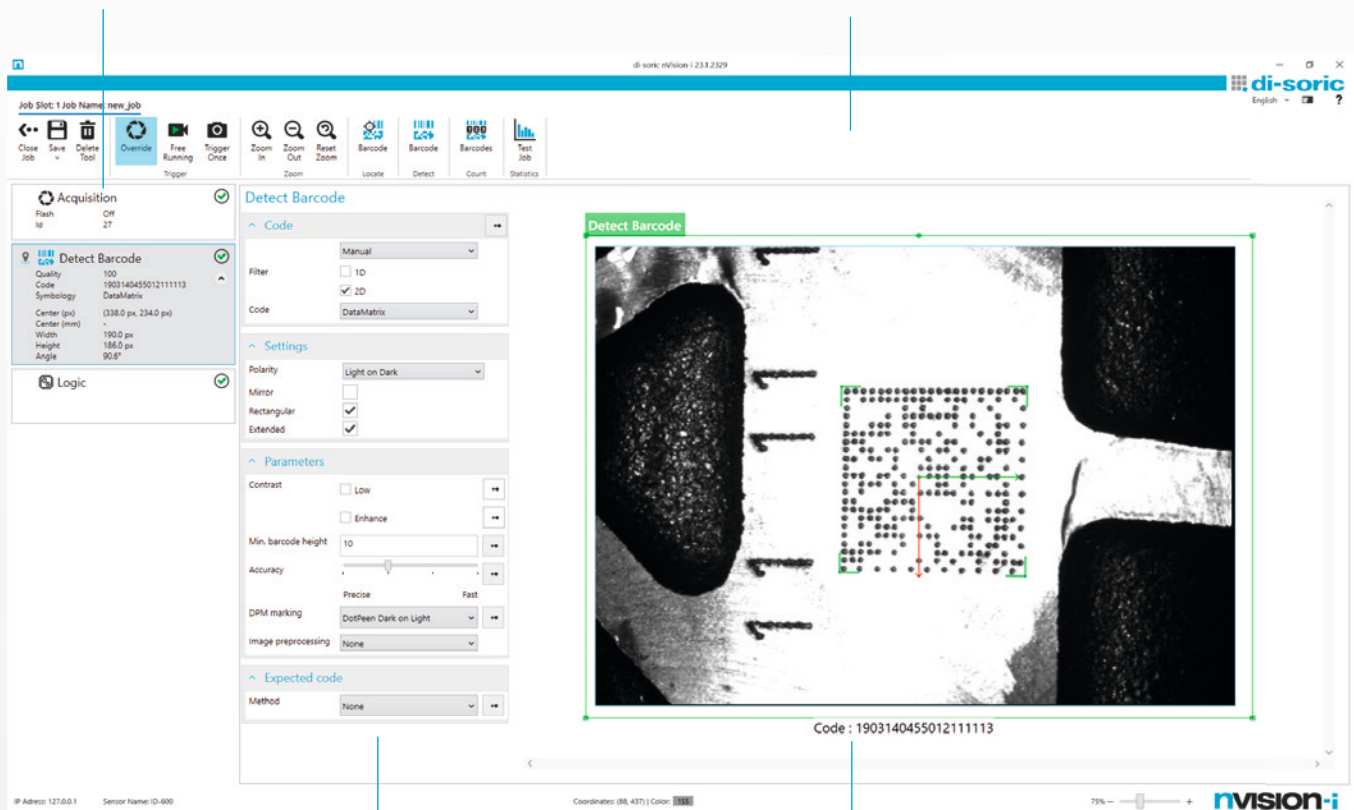 di-soric nVision-i 23.1.2329
di-soric
Job Slot: 1 Job Name: new_job
English
?
Close Job
Save
Delete Tool
Override
Free Running
Trigger Once
Zoom In
Zoom Out
Reset Zoom
Barcode
Barcode
Barcodes
Test Job
Trigger
Zoom
Locate
Detect
Count
Statistics
Acquisition
Flash Off
Id 27
Detect Barcode
Quality 100
Code 1903140455012111113
Symbology DataMatrix
Center (px) (338.0 px, 234.0 px)
Center (mm) -
Width 190.0 px
Height 186.0 px
Angle 90.6°
Logic
Detect Barcode
Code
Manual
Filter 1D
2D
Code DataMatrix
Settings
Polarity Light on Dark
Mirror
Rectangular
Extended
Parameters
Contrast Low
Enhance
Min. barcode height 10
Accuracy
Precise Fast
DPM marking DotPeen Dark on Light
Image preprocessing None
Expected code
Method None
Detect Barcode
Code : 1903140455012111113
IP Adress: 127.0.0.1 Sensor Name: ID-600
Coordinates: (88, 437) | Color: 155
75% − +
nVISION-i